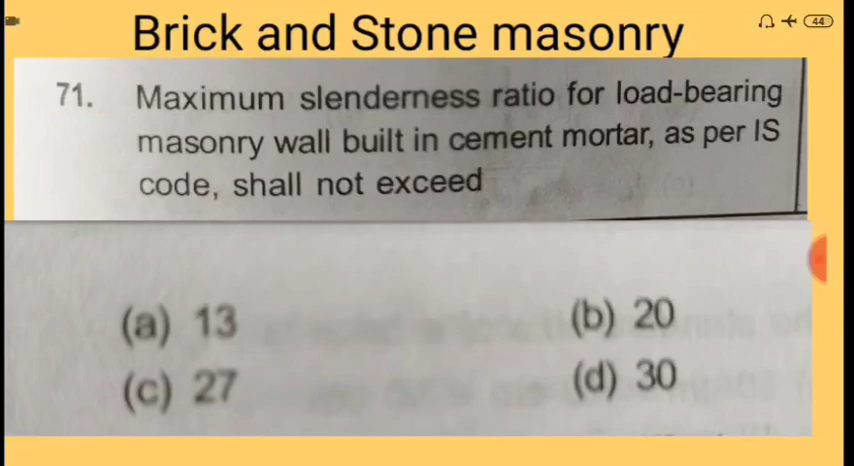 Brick and Stone masonry
44
71. Maximum slenderness ratio for load-bearing
masonry wall built in cement mortar, as per IS
code, shall not exceed
(a) 13 (b) 20
(c) 27 (d) 30